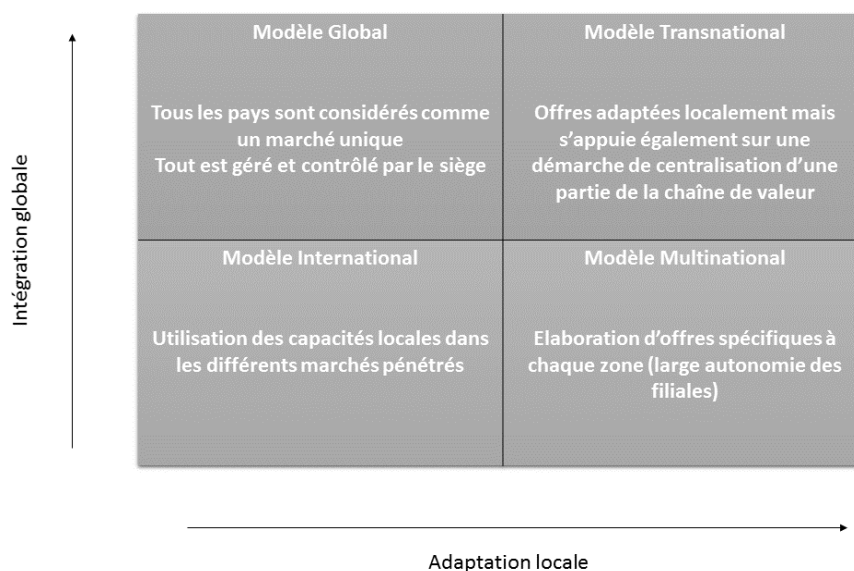 Modèle Global
Tous les pays sont considérés comme
un marché unique
Tout est géré et contrôlé par le siège
Modèle Transnational
Offres adaptées localement mais
s’appuie également sur une
démarche de centralisation d’une
partie de la chaîne de valeur
Intégration globale
Modèle International
Utilisation des capacités locales dans
les différents marchés pénétrés
Modèle Multinational
Elaboration d’offres spécifiques à
chaque zone (large autonomie des
filiales)
Adaptation locale